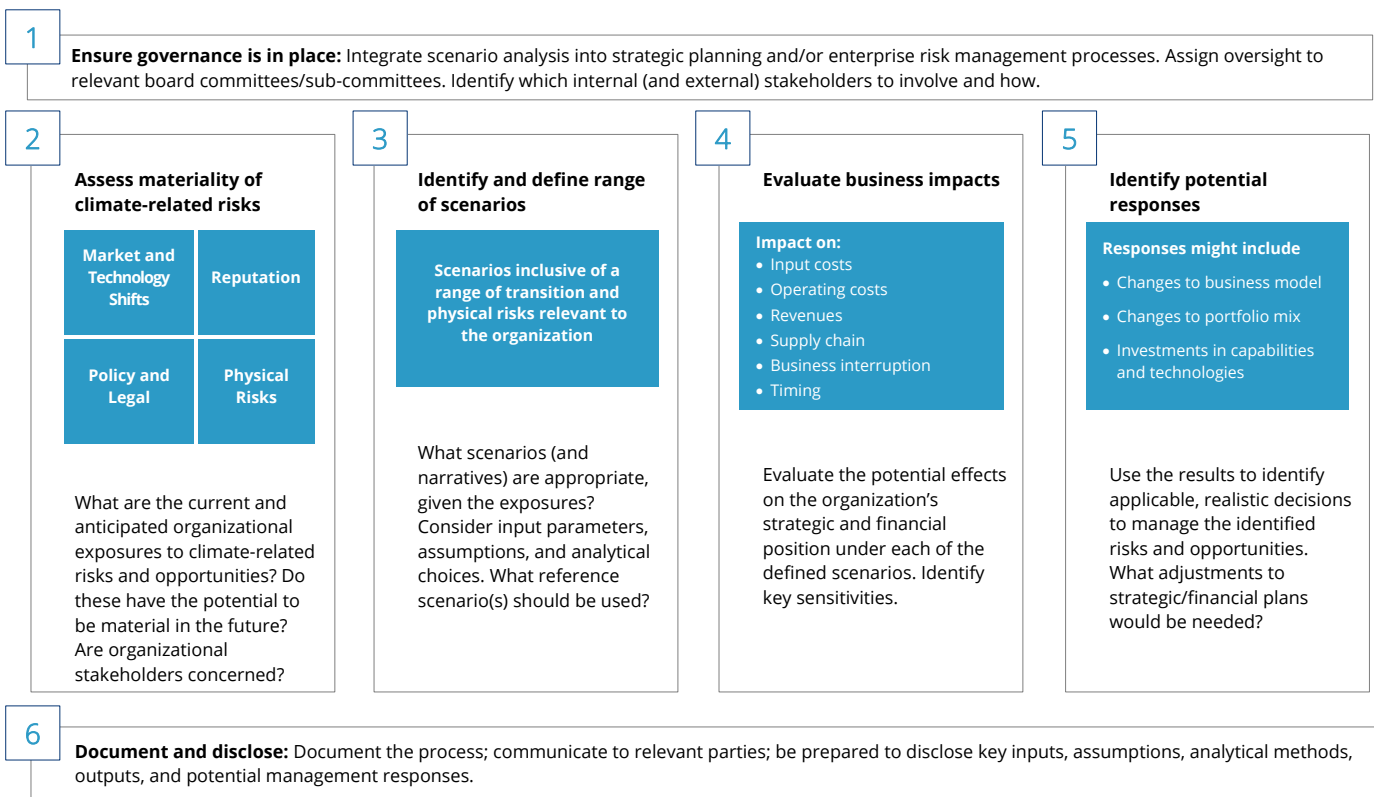 1
Ensure governance is in place: Integrate scenario analysis into strategic planning and/or enterprise risk management processes. Assign oversight to
relevant board committees/sub-committees. Identify which internal (and external) stakeholders to involve and how.
2
Assess materiality of
climate-related risks
Market and
Technology
Shifts
Reputation
Policy and
Legal
Physical
Risks
What are the current and
anticipated organizational
exposures to climate-related
risks and opportunities? Do
these have the potential to
be material in the future?
Are organizational
stakeholders concerned?
3
Identify and define range
of scenarios
Scenarios inclusive of a
range of transition and
physical risks relevant to
the organization
What scenarios (and
narratives) are appropriate,
given the exposures?
Consider input parameters,
assumptions, and analytical
choices. What reference
scenario(s) should be used?
4
Evaluate business impacts
Impact on:
• Input costs
• Operating costs
• Revenues
• Supply chain
• Business interruption
• Timing
Evaluate the potential effects
on the organization’s
strategic and financial
position under each of the
defined scenarios. Identify
key sensitivities.
5
Identify potential
responses
Responses might include
• Changes to business model
• Changes to portfolio mix
• Investments in capabilities
and technologies
Use the results to identify
applicable, realistic decisions
to manage the identified
risks and opportunities.
What adjustments to
strategic/financial plans
would be needed?
6
Document and disclose: Document the process; communicate to relevant parties; be prepared to disclose key inputs, assumptions, analytical methods,
outputs, and potential management responses.